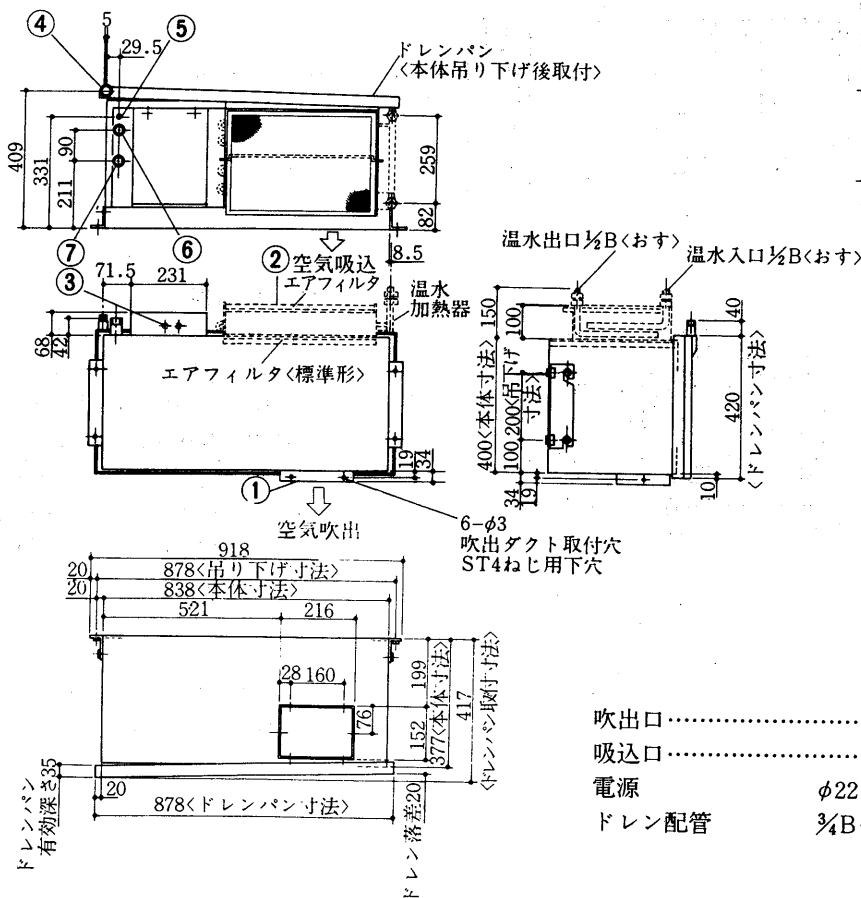 5
④
⑤
29.5
ドレンパン
〈本体吊り下げ後取付〉
409
331
90
211
259
82
⑦
⑥
8.5
② 空気吸込
エアフィルタ
71.5
231
③
温水
加熱器
68
42
エアフィルタ〈標準形〉
19
34
①
空気吹出
6-φ3
吹出ダクト取付穴
ST4ねじ用下穴
温水出口½B〈おす〉
温水入口½B〈おす〉
150
100
40
400〈本体寸法〉
200〈吊下げ
寸法〉
100
420
〈ドレンパン寸法〉
34
19
10
918
20
878〈吊り下げ寸法〉
20
838〈本体寸法〉
521
216
28
160
76
199
152
377〈本体寸法〉
417
〈ドレンパン取付寸法〉
ドレンパン
有効深さ35
20
878〈ドレンパン寸法〉
ドレン落差20
吹出口……………………
吸込口……………………
電源 φ22
ドレン配管 ¾B